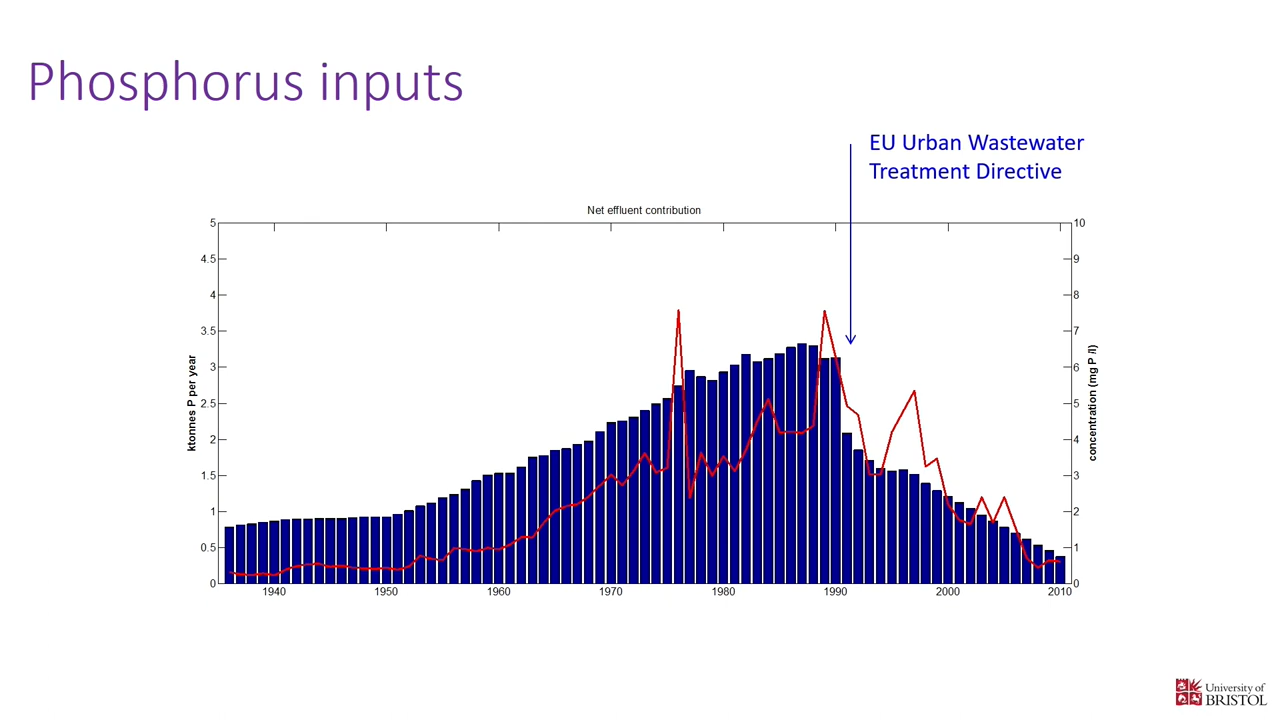 Phosphorus inputs
EU Urban Wastewater
Treatment Directive
Net effluent contribution
5
4.5
4
3.5
3
2.5
2
1.5
1
0.5
0
ktonnes P per year
10
9
8
7
6
5
4
3
2
1
0
concentration (mg P /l)
1940 1950 1960 1970 1980 1990 2000 2010
University of
BRISTOL